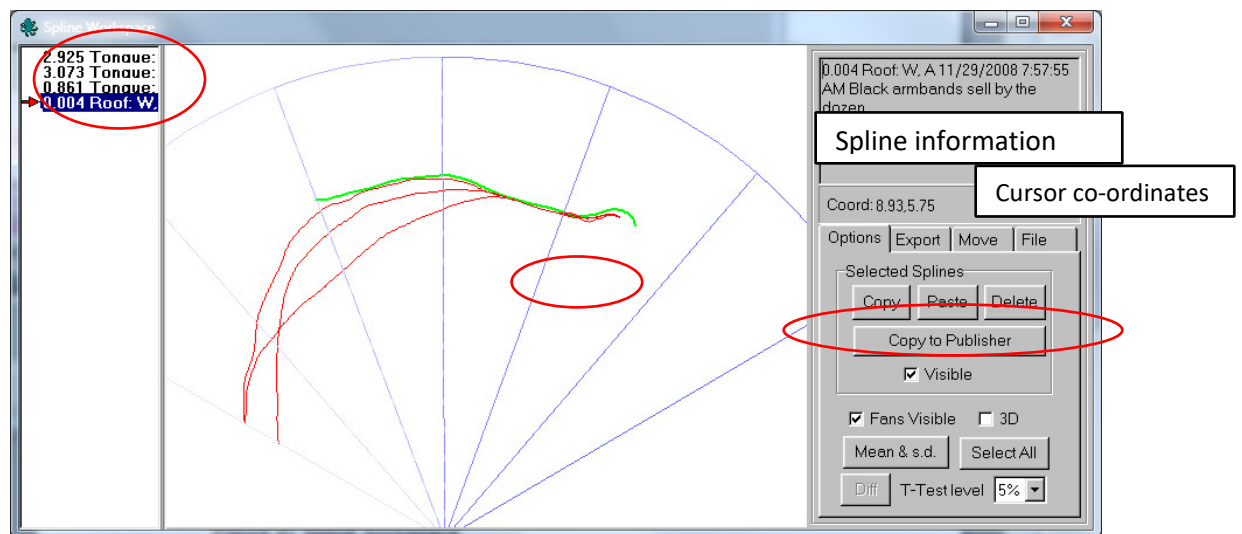 Spline Workspace
2.925 Tongue:
3.073 Tongue:
0.861 Tongue:
0.004 Roof: W,
0.004 Roof: W, A 11/29/2008 7:57:55
AM Black armbands sell by the
dozen
Spline information
Cursor co-ordinates
Coord: 8.93,5.75
Options Export Move File
Selected Splines
Copy Paste Delete
Copy to Publisher
Visible
Fans Visible 3D
Mean & s.d. Select All
Diff T-Test level 5%